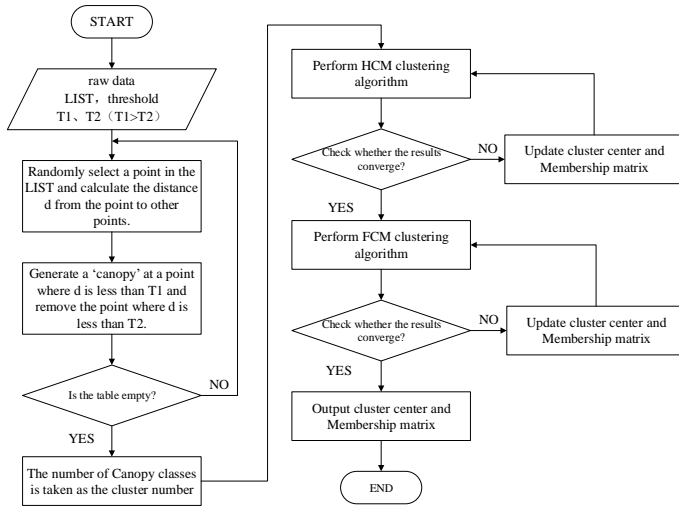 START
raw data
LIST，threshold
T1、T2（T1>T2）
Randomly select a point in the
LIST and calculate the distance
d from the point to other
points.
Generate a ‘canopy’ at a point
where d is less than T1 and
remove the point where d is
less than T2.
Is the table empty?
NO
YES
The number of Canopy classes
is taken as the cluster number
Perform HCM clustering
algorithm
Check whether the results
converge?
NO
Update cluster center and
Membership matrix
YES
Perform FCM clustering
algorithm
Check whether the results
converge?
NO
Update cluster center and
Membership matrix
YES
Output cluster center and
Membership matrix
END